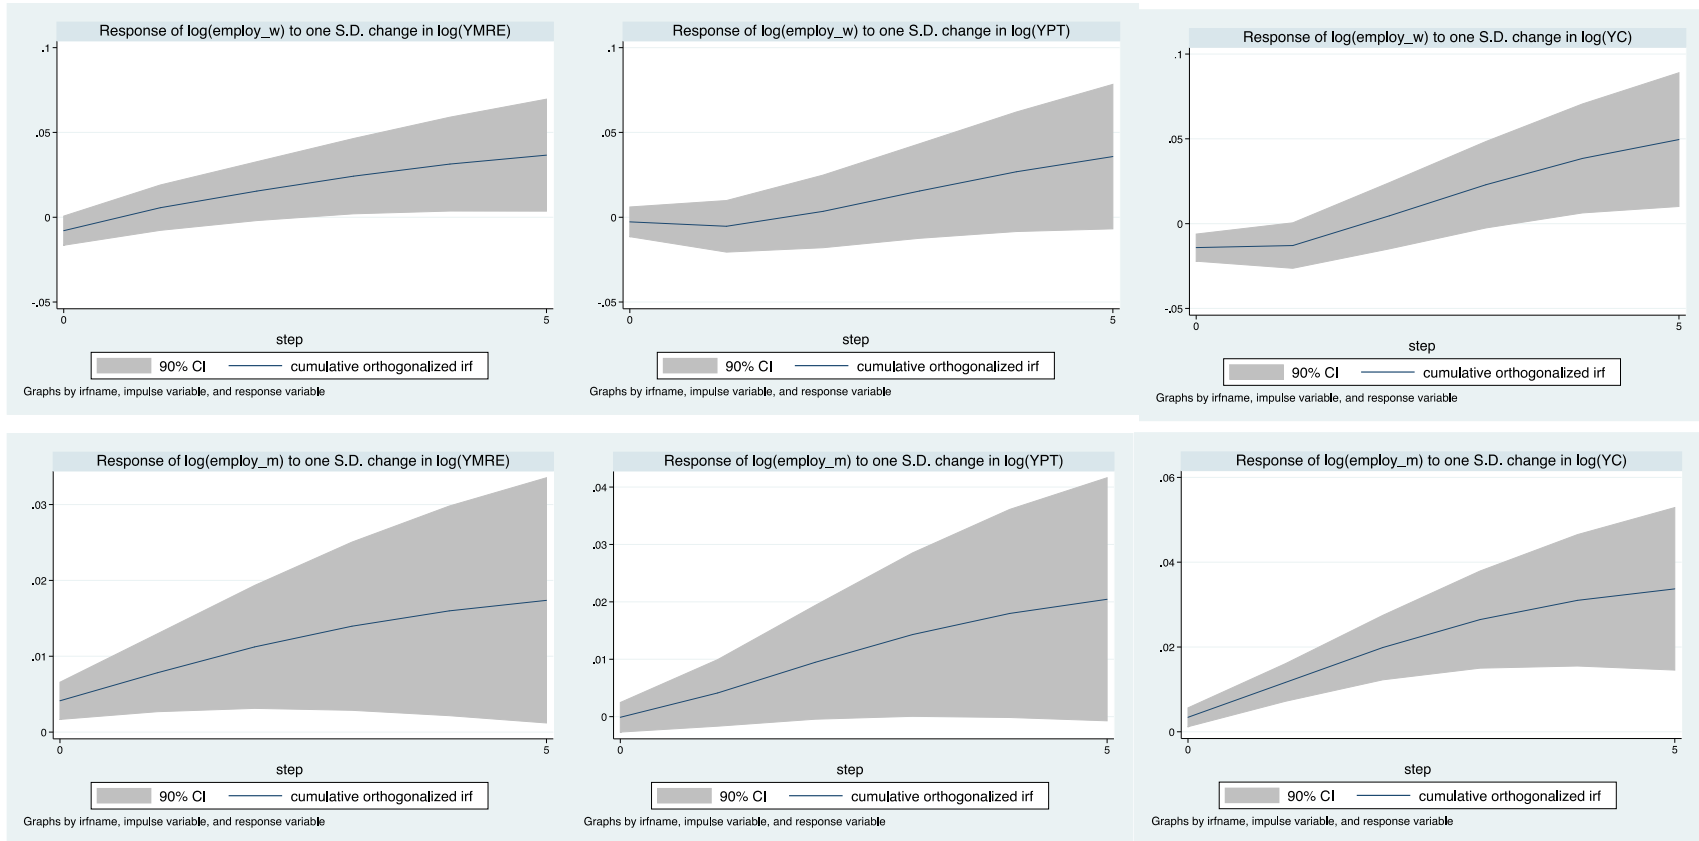 Response of log(employ_w) to one S.D. change in log(YMRE)
.1
.05
0
-.05
0
5
step
90% CI
cumulative orthogonalized irf
Graphs by irfname, impulse variable, and response variable
Response of log(employ_w) to one S.D. change in log(YPT)
.1
.05
0
-.05
0
5
step
90% CI
cumulative orthogonalized irf
Graphs by irfname, impulse variable, and response variable
Response of log(employ_w) to one S.D. change in log(YC)
.1
.05
0
-.05
0
5
step
90% CI
cumulative orthogonalized irf
Graphs by irfname, impulse variable, and response variable
Response of log(employ_m) to one S.D. change in log(YMRE)
.03
.02
.01
0
0
5
step
90% CI
cumulative orthogonalized irf
Graphs by irfname, impulse variable, and response variable
Response of log(employ_m) to one S.D. change in log(YPT)
.04
.03
.02
.01
0
0
5
step
90% CI
cumulative orthogonalized irf
Graphs by irfname, impulse variable, and response variable
Response of log(employ_m) to one S.D. change in log(YC)
.06
.04
.02
0
0
5
step
90% CI
cumulative orthogonalized irf
Graphs by irfname, impulse variable, and response variable